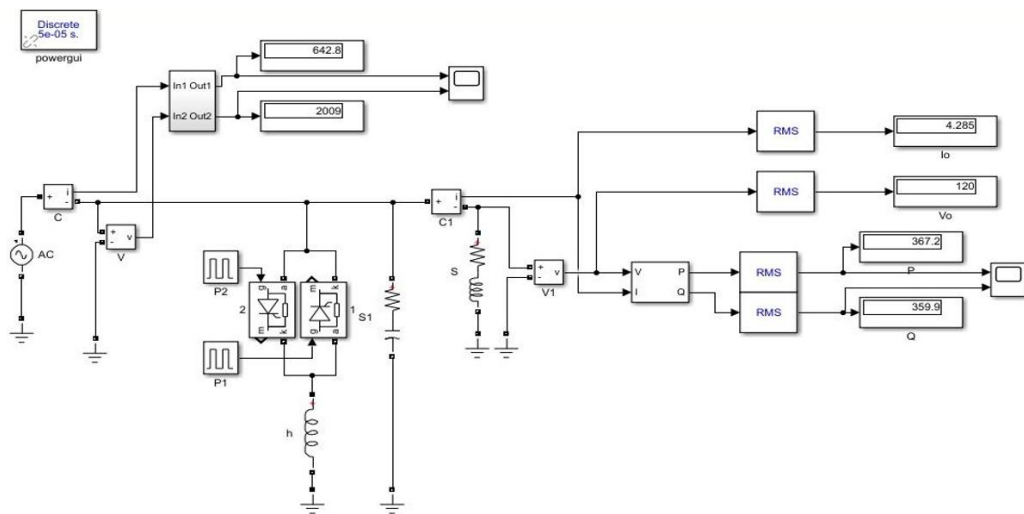 Discrete
5e-05 s.
powergui
642.8
In1 Out1
In2 Out2
2009
RMS
4.285
Io
+ i
-
C
+ i
-
C1
RMS
120
Vo
AC
+
- v
V
P2
g a
m k
2
m k
g a
1
S1
S
+
- v
V1
V P
I Q
RMS
367.2
P
RMS
359.9
Q
P1
+
h